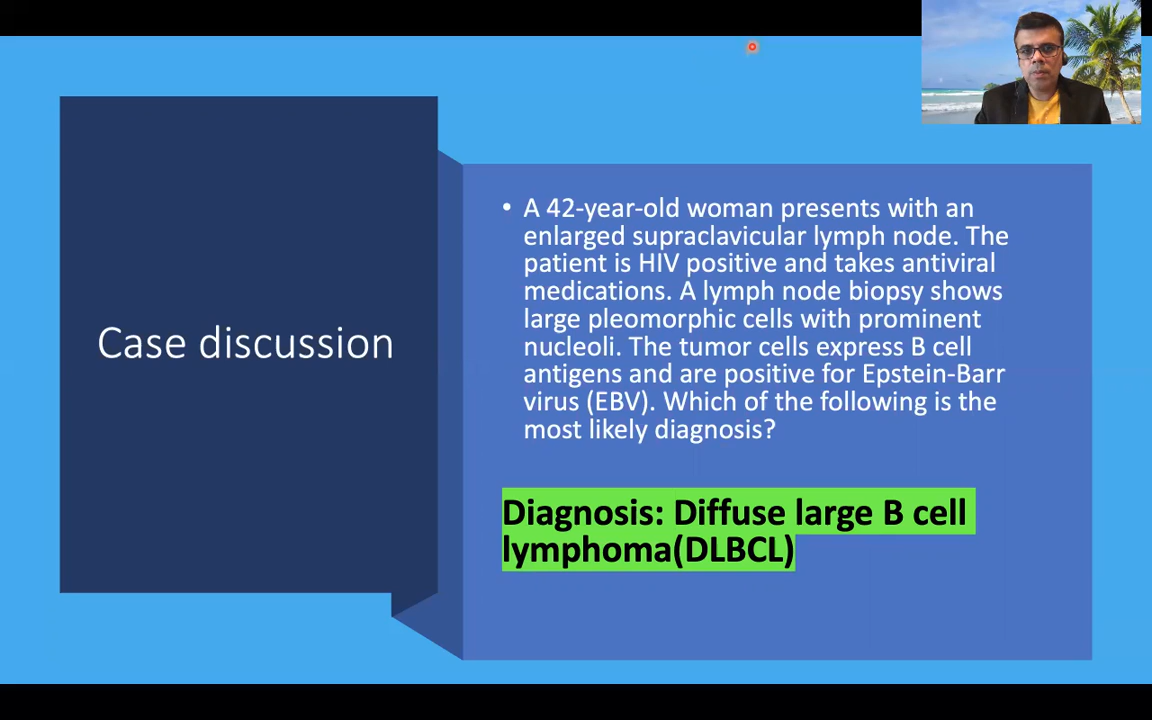 Case discussion
• A 42-year-old woman presents with an
enlarged supraclavicular lymph node. The
patient is HIV positive and takes antiviral
medications. A lymph node biopsy shows
large pleomorphic cells with prominent
nucleoli. The tumor cells express B cell
antigens and are positive for Epstein-Barr
virus (EBV). Which of the following is the
most likely diagnosis?
Diagnosis: Diffuse large B cell
lymphoma(DLBCL)